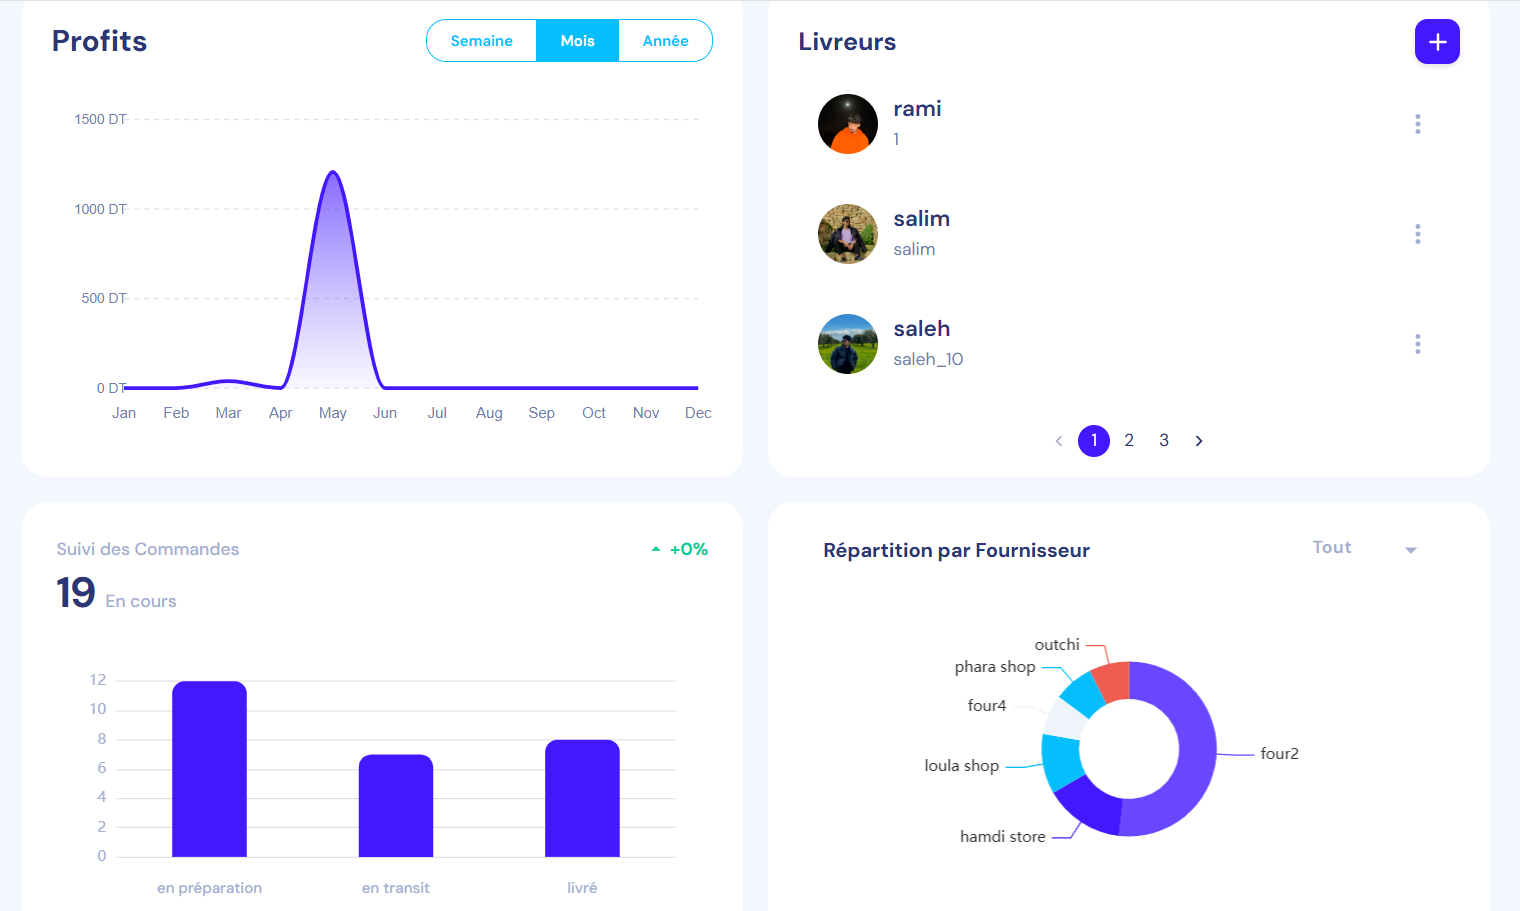 Profits
Semaine Mois Année
1500 DT
1000 DT
500 DT
0 DT
Jan Feb Mar Apr May Jun Jul Aug Sep Oct Nov Dec
Livreurs
rami
1
salim
salim
saleh
saleh_10
1 2 3
Suivi des Commandes
+0%
19 En cours
12
10
8
6
4
2
0
en préparation en transit livré
Répartition par Fournisseur
Tout
outchi
phara shop
four4
four2
loula shop
hamdi store